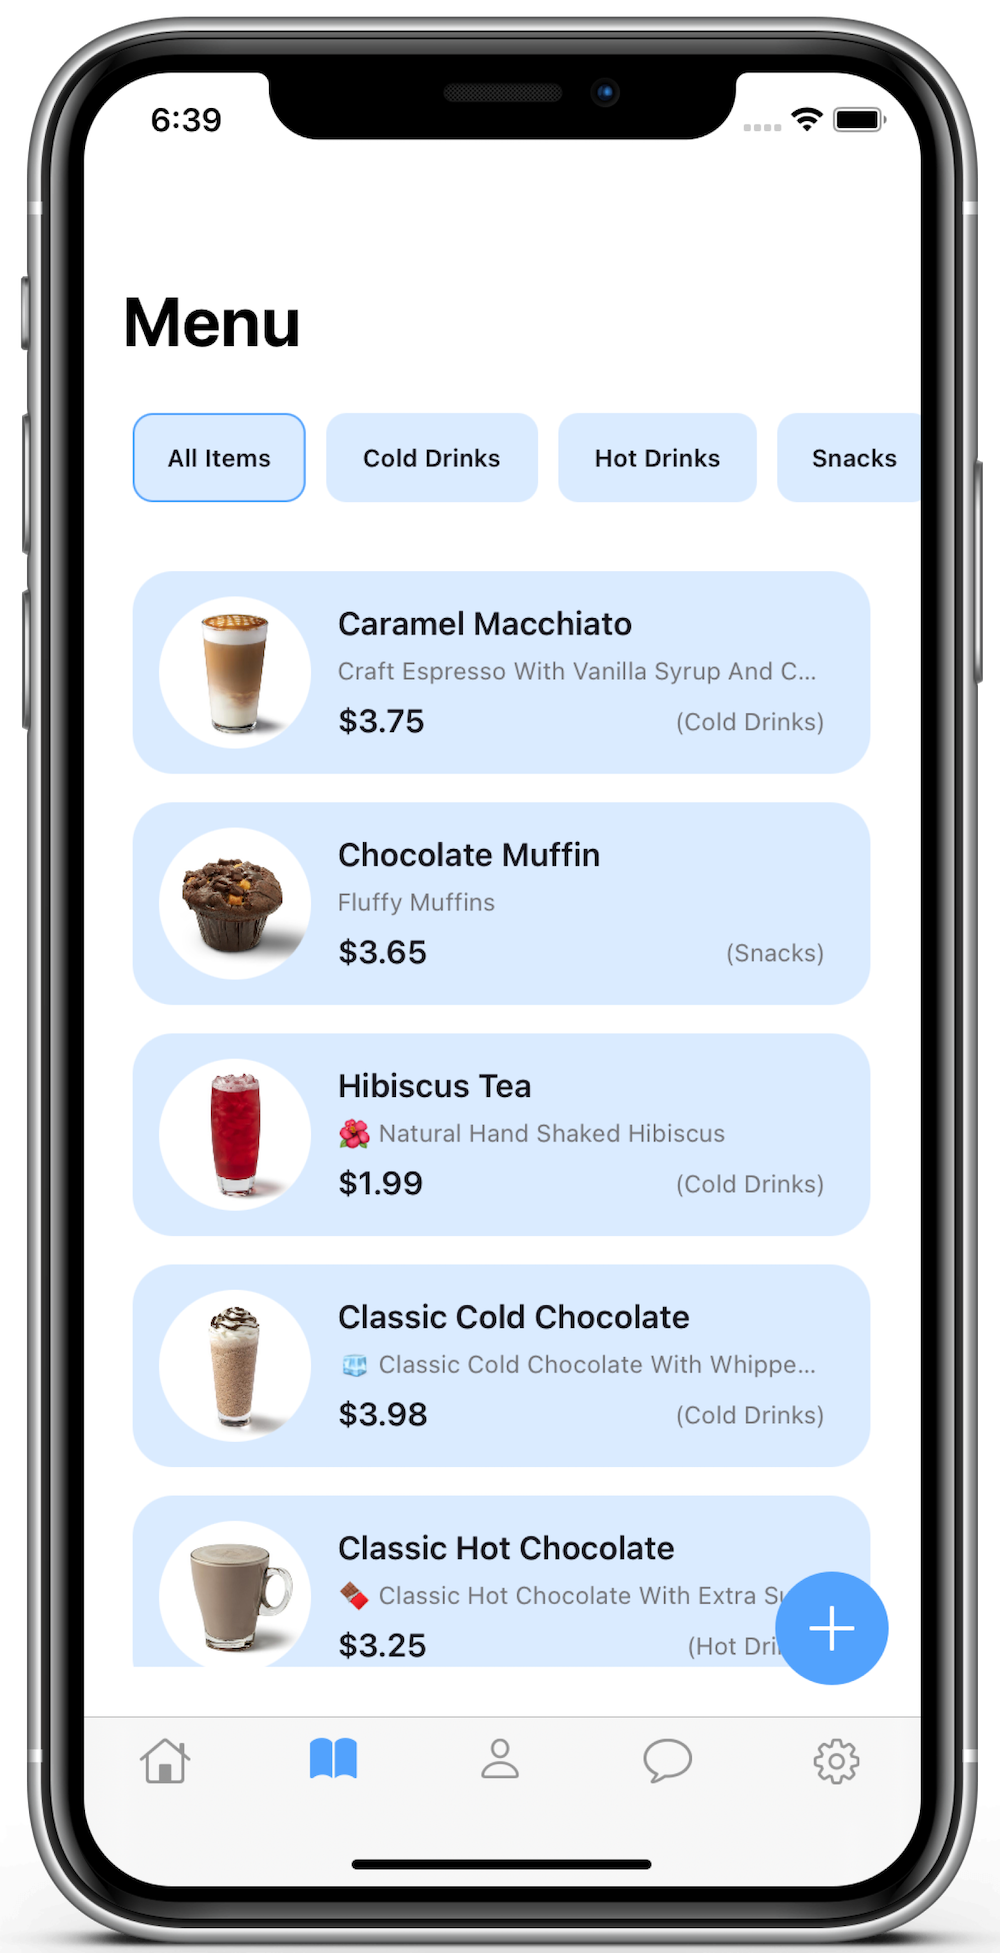 6:39
Menu
All Items
Cold Drinks
Hot Drinks
Snacks
Caramel Macchiato
Craft Espresso With Vanilla Syrup And C...
$3.75
(Cold Drinks)
Chocolate Muffin
Fluffy Muffins
$3.65
(Snacks)
Hibiscus Tea
🌺 Natural Hand Shaked Hibiscus
$1.99
(Cold Drinks)
Classic Cold Chocolate
🧊 Classic Cold Chocolate With Whippe...
$3.98
(Cold Drinks)
Classic Hot Chocolate
🍫 Classic Hot Chocolate With Extra
$3.25
(Hot